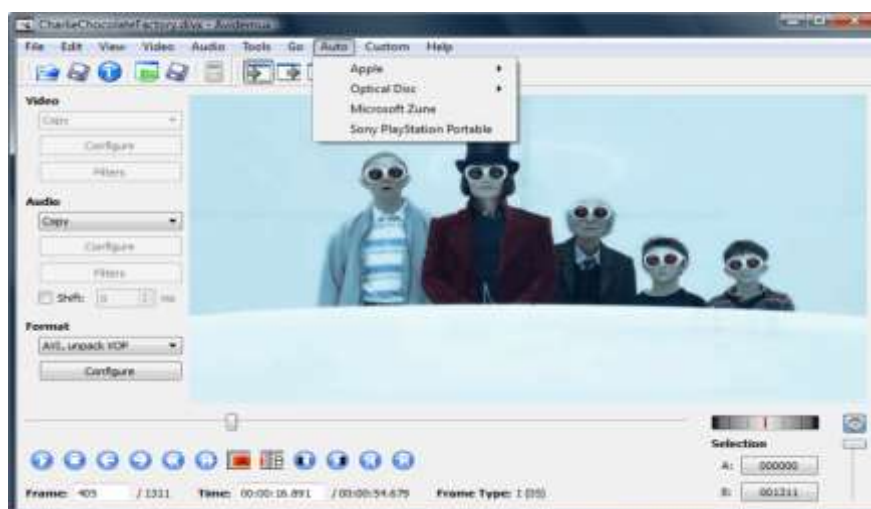 CharlieChocolateFactory.divx - Avidemux
File Edit View Video Audio Tools Go Auto Custom Help
Apple
Optical Disc
Microsoft Zune
Sony PlayStation Portable
Video
Copy
Configure
Filters
Audio
Copy
Configure
Filters
Shift: 0 ms
Format
AVI, unpack VOP
Configure
Selection
A: 000000
B: 001311
Frame: 405 / 1311 Time: 00:00:16.891 / 00:00:54.679 Frame Type: I (05)